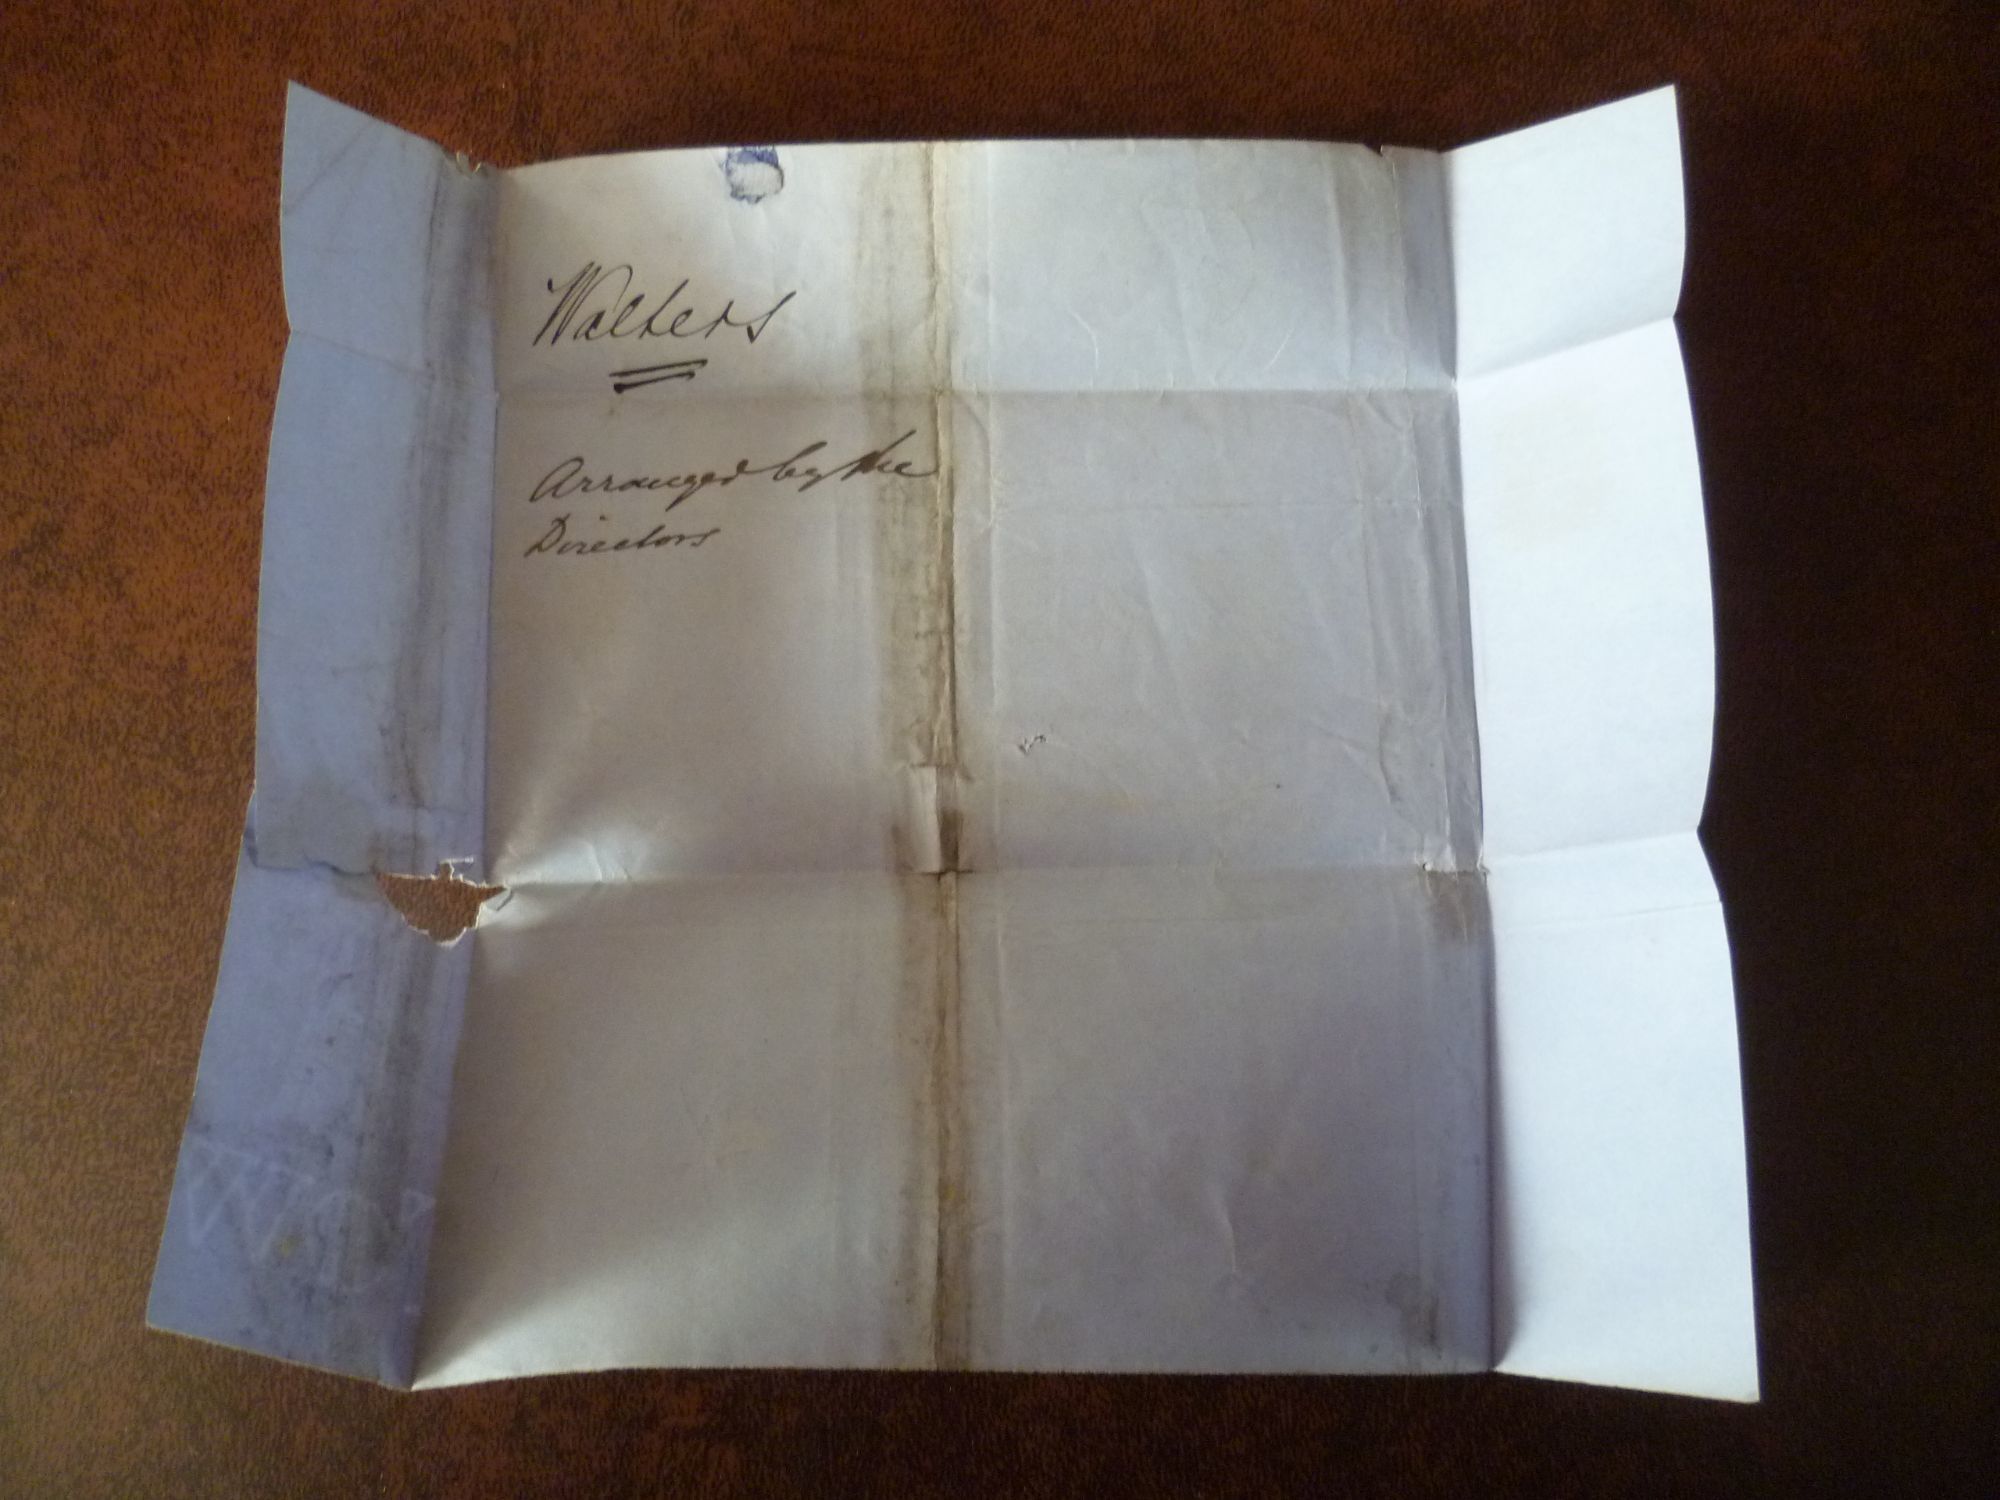 Walters
Arranged by the
Directors